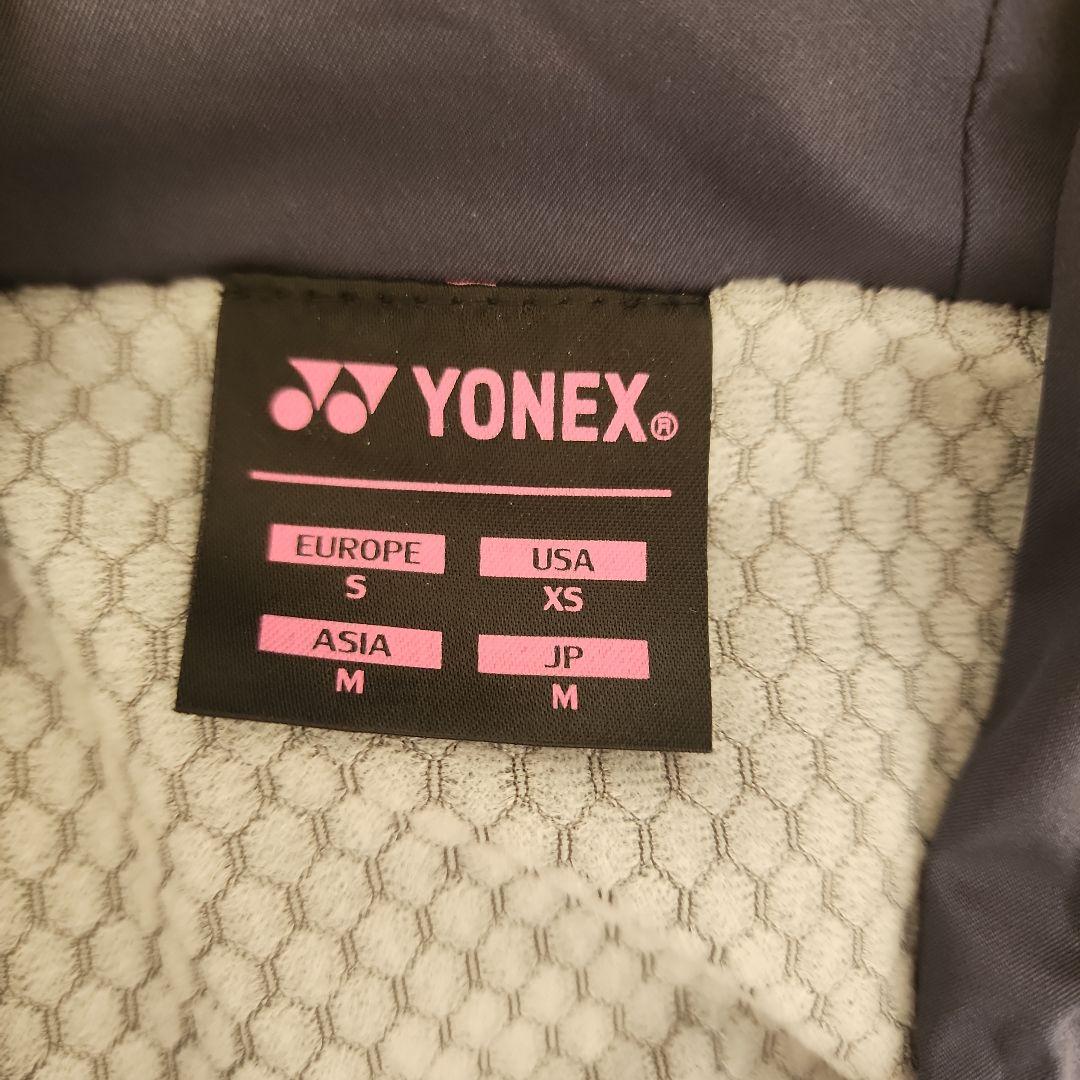 YONEX®
EUROPE USA
S XS
ASIA JP
M M